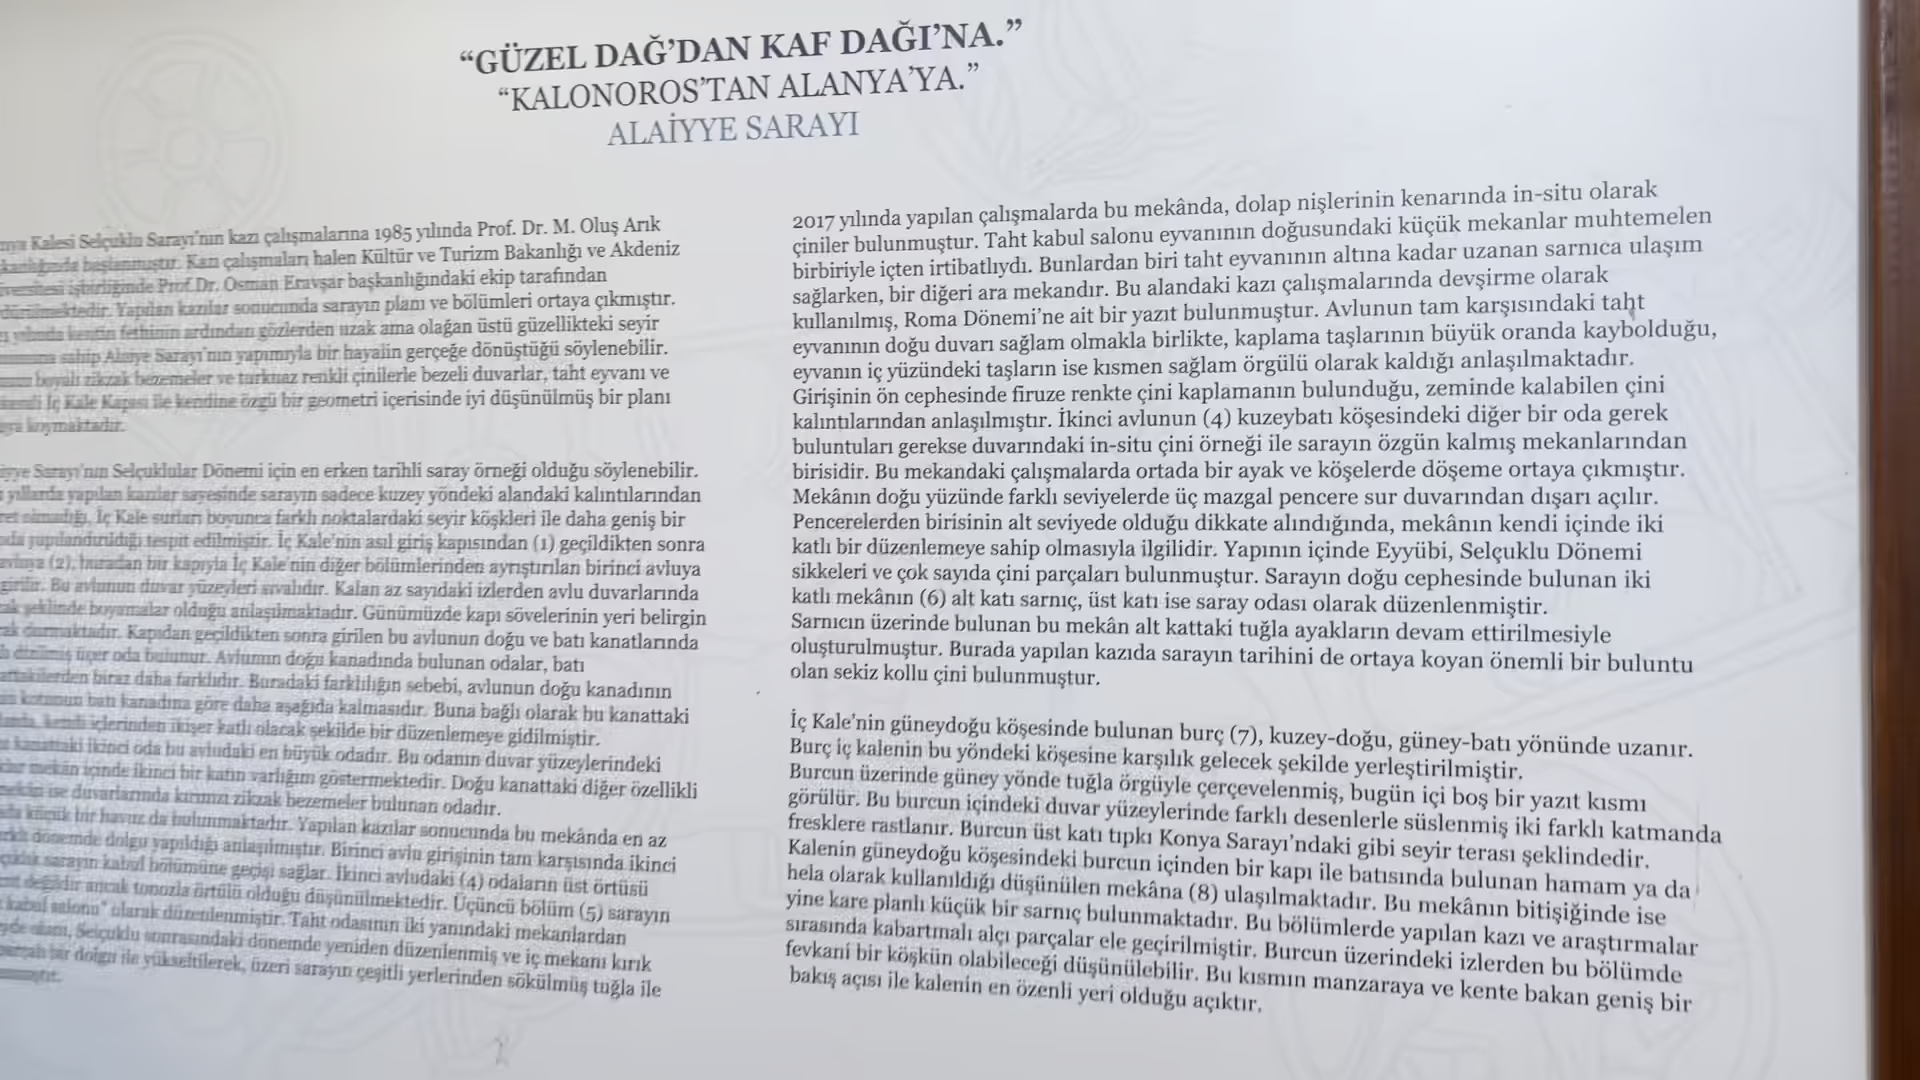 “GÜZEL DAĞ’DAN KAF DAĞI’NA.”
“KALONOROS’TAN ALANYA’YA.”
ALAİYYE SARAYI
Kalesi Selçuklu Sarayı’nın kazı çalışmalarına 1985 yılında Prof. Dr. M. Oluş Arık
başlanmıştır. Kazı çalışmaları halen Kültür ve Turizm Bakanlığı ve Akdeniz
işbirliğinde Prof.Dr. Osman Eravşar başkanlığındaki ekip tarafından
Yapılan kazılar sonucunda sarayın planı ve bölümleri ortaya çıkmıştır.
yılında kentin fethinin ardından gözlerden uzak ama olağan üstü güzellikteki seyir
sahip Alaiye Sarayı’nın yapımıyla bir hayalin gerçeğe dönüştüğü söylenebilir.
boyalı zikzak bezemeler ve turkuaz renkli çinilerle bezeli duvarlar, taht eyvanı ve
İç Kale Kapısı ile kendine özgü bir geometri içerisinde iyi düşünülmüş bir planı
koymaktadır.
Sarayı’nın Selçuklular Dönemi için en erken tarihli saray örneği olduğu söylenebilir.
yıllarda yapılan kazılar sayesinde sarayın sadece kuzey yöndeki alandaki kalıntılarından
olmadığı, İç Kale surları boyunca farklı noktalardaki seyir köşkleri ile daha geniş bir
yapılandırıldığı tespit edilmiştir. İç Kale’nin asıl giriş kapısından (1) geçildikten sonra
avluya (2), buradan bir kapıyla İç Kale’nin diğer bölümlerinden ayrıştırılan birinci avluya
girilir. Bu avlunun duvar yüzeyleri sıvalıdır. Kalan az sayıdaki izlerden avlu duvarlarında
şeklinde boyamalar olduğu anlaşılmaktadır. Günümüzde kapı sövelerinin yeri belirgin
durmaktadır. Kapıdan geçildikten sonra girilen bu avlunun doğu ve batı kanatlarında
dizilmiş üçer oda bulunur. Avlunun doğu kanadında bulunan odalar, batı
biraz daha farklıdır. Buradaki farklılığın sebebi, avlunun doğu kanadının
kotunun batı kanadına göre daha aşağıda kalmasıdır. Buna bağlı olarak bu kanattaki
kendi içlerinden ikişer katlı olacak şekilde bir düzenlemeye gidilmiştir.
kanattaki ikinci oda bu avludaki en büyük odadır. Bu odanın duvar yüzeylerindeki
mekân içinde ikinci bir katın varlığını göstermektedir. Doğu kanattaki diğer özellikli
ise duvarlarında kırmızı zikzak bezemeler bulunan odadır.
küçük bir havuz da bulunmaktadır. Yapılan kazılar sonucunda bu mekânda en az
dönemde dolgu yapıldığı anlaşılmıştır. Birinci avlu girişinin tam karşısında ikinci
sarayın kabul bölümüne geçişi sağlar. İkinci avludaki (4) odaların üst örtüsü
değildir ancak tonozla örtülü olduğu düşünülmektedir. Üçüncü bölüm (5) sarayın
kabul salonu” olarak düzenlenmiştir. Taht odasının iki yanındaki mekanlardan
alanı, Selçuklu sonrasındaki dönemde yeniden düzenlenmiş ve iç mekanı kırık
bir dolgu ile yükseltilerek, üzeri sarayın çeşitli yerlerinden sökülmüş tuğla ile
2017 yılında yapılan çalışmalarda bu mekânda, dolap nişlerinin kenarında in-situ olarak
çiniler bulunmuştur. Taht kabul salonu eyvanının doğusundaki küçük mekanlar muhtemelen
birbiriyle içten irtibatlıydı. Bunlardan biri taht eyvanının altına kadar uzanan sarnıca ulaşım
sağlarken, bir diğeri ara mekandır. Bu alandaki kazı çalışmalarında devşirme olarak
kullanılmış, Roma Dönemi’ne ait bir yazıt bulunmuştur. Avlunun tam karşısındaki taht
eyvanının doğu duvarı sağlam olmakla birlikte, kaplama taşlarının büyük oranda kaybolduğu,
eyvanın iç yüzündeki taşların ise kısmen sağlam örgülü olarak kaldığı anlaşılmaktadır.
Girişinin ön cephesinde firuze renkte çini kaplamanın bulunduğu, zeminde kalabilen çini
kalıntılarından anlaşılmıştır. İkinci avlunun (4) kuzeybatı köşesindeki diğer bir oda gerek
buluntuları gerekse duvarındaki in-situ çini örneği ile sarayın özgün kalmış mekanlarından
birisidir. Bu mekandaki çalışmalarda ortada bir ayak ve köşelerde döşeme ortaya çıkmıştır.
Mekânın doğu yüzünde farklı seviyelerde üç mazgal pencere sur duvarından dışarı açılır.
Pencerelerden birisinin alt seviyede olduğu dikkate alındığında, mekânın kendi içinde iki
katlı bir düzenlemeye sahip olmasıyla ilgilidir. Yapının içinde Eyyübi, Selçuklu Dönemi
sikkeleri ve çok sayıda çini parçaları bulunmuştur. Sarayın doğu cephesinde bulunan iki
katlı mekânın (6) alt katı sarnıç, üst katı ise saray odası olarak düzenlenmiştir.
Sarnıcın üzerinde bulunan bu mekân alt kattaki tuğla ayakların devam ettirilmesiyle
oluşturulmuştur. Burada yapılan kazıda sarayın tarihini de ortaya koyan önemli bir buluntu
olan sekiz kollu çini bulunmuştur.
İç Kale’nin güneydoğu köşesinde bulunan burç (7), kuzey-doğu, güney-batı yönünde uzanır.
Burç iç kalenin bu yöndeki köşesine karşılık gelecek şekilde yerleştirilmiştir.
Burcun üzerinde güney yönde tuğla örgüyle çerçevelenmiş, bugün içi boş bir yazıt kısmı
görülür. Bu burcun içindeki duvar yüzeylerinde farklı desenlerle süslenmiş iki farklı katmanda
fresklere rastlanır. Burcun üst katı tıpkı Konya Sarayı’ndaki gibi seyir terası şeklindedir.
Kalenin güneydoğu köşesindeki burcun içinden bir kapı ile batısında bulunan hamam ya da
hela olarak kullanıldığı düşünülen mekâna (8) ulaşılmaktadır. Bu mekânın bitişiğinde ise
yine kare planlı küçük bir sarnıç bulunmaktadır. Bu bölümlerde yapılan kazı ve araştırmalar
sırasında kabartmalı alçı parçalar ele geçirilmiştir. Burcun üzerindeki izlerden bu bölümde
fevkani bir köşkün olabileceği düşünülebilir. Bu kısmın manzaraya ve kente bakan geniş bir
bakış açısı ile kalenin en özenli yeri olduğu açıktır.